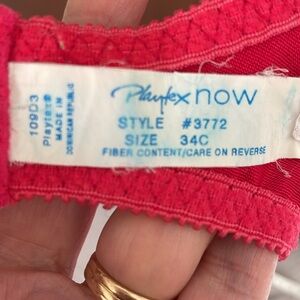 Playtex now
STYLE #3772
SIZE 34C
FIBER CONTENT/CARE ON REVERSE
109D3
Playtex
MADE IN
DOMINICAN REPUBLIC